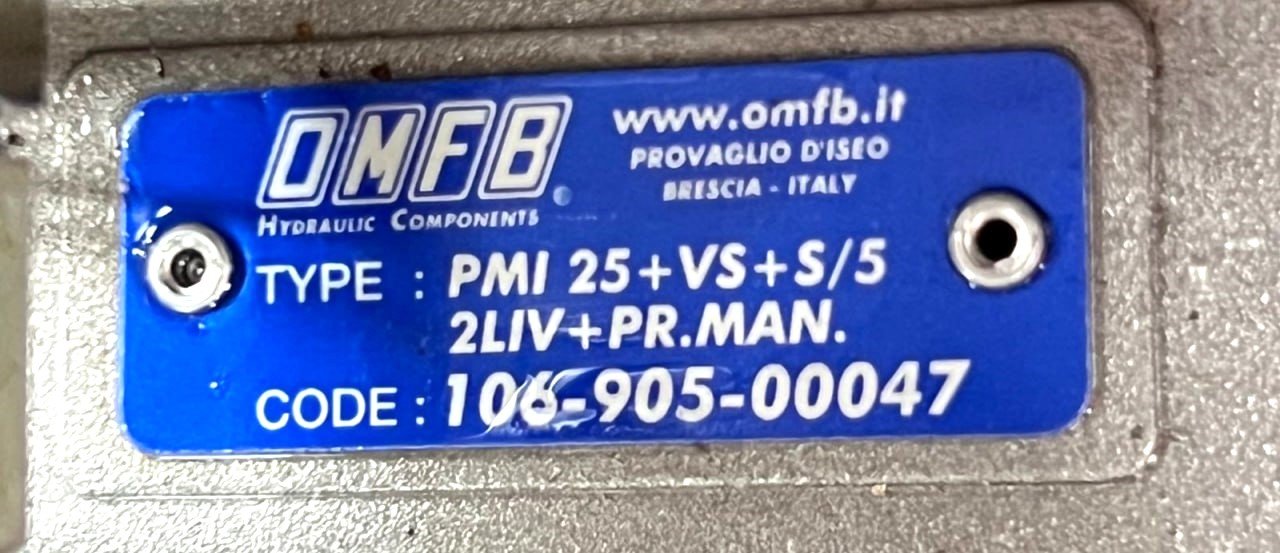 OMFB
HYDRAULIC COMPONENTS
www.omfb.it
PROVAGLIO D'ISEO
BRESCIA - ITALY
TYPE : PMI 25+VS+S/5
2LIV+PR.MAN.
CODE : 106-905-00047